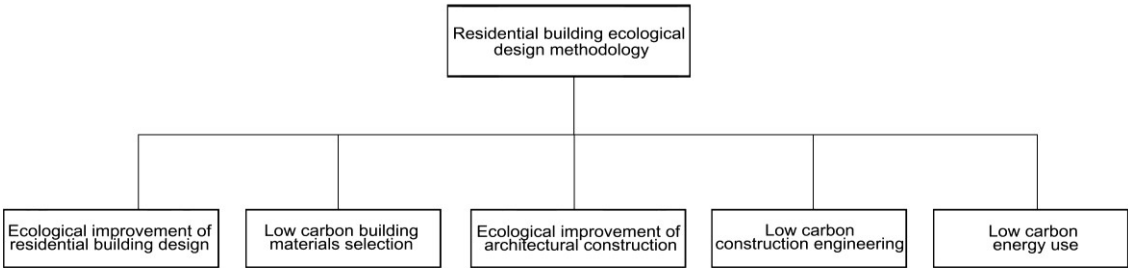 Residential building ecological
design methodology
Ecological improvement of
residential building design
Low carbon building
materials selection
Ecological improvement
of architectural construction
Low carbon
construction engineering
Low carbon
energy use